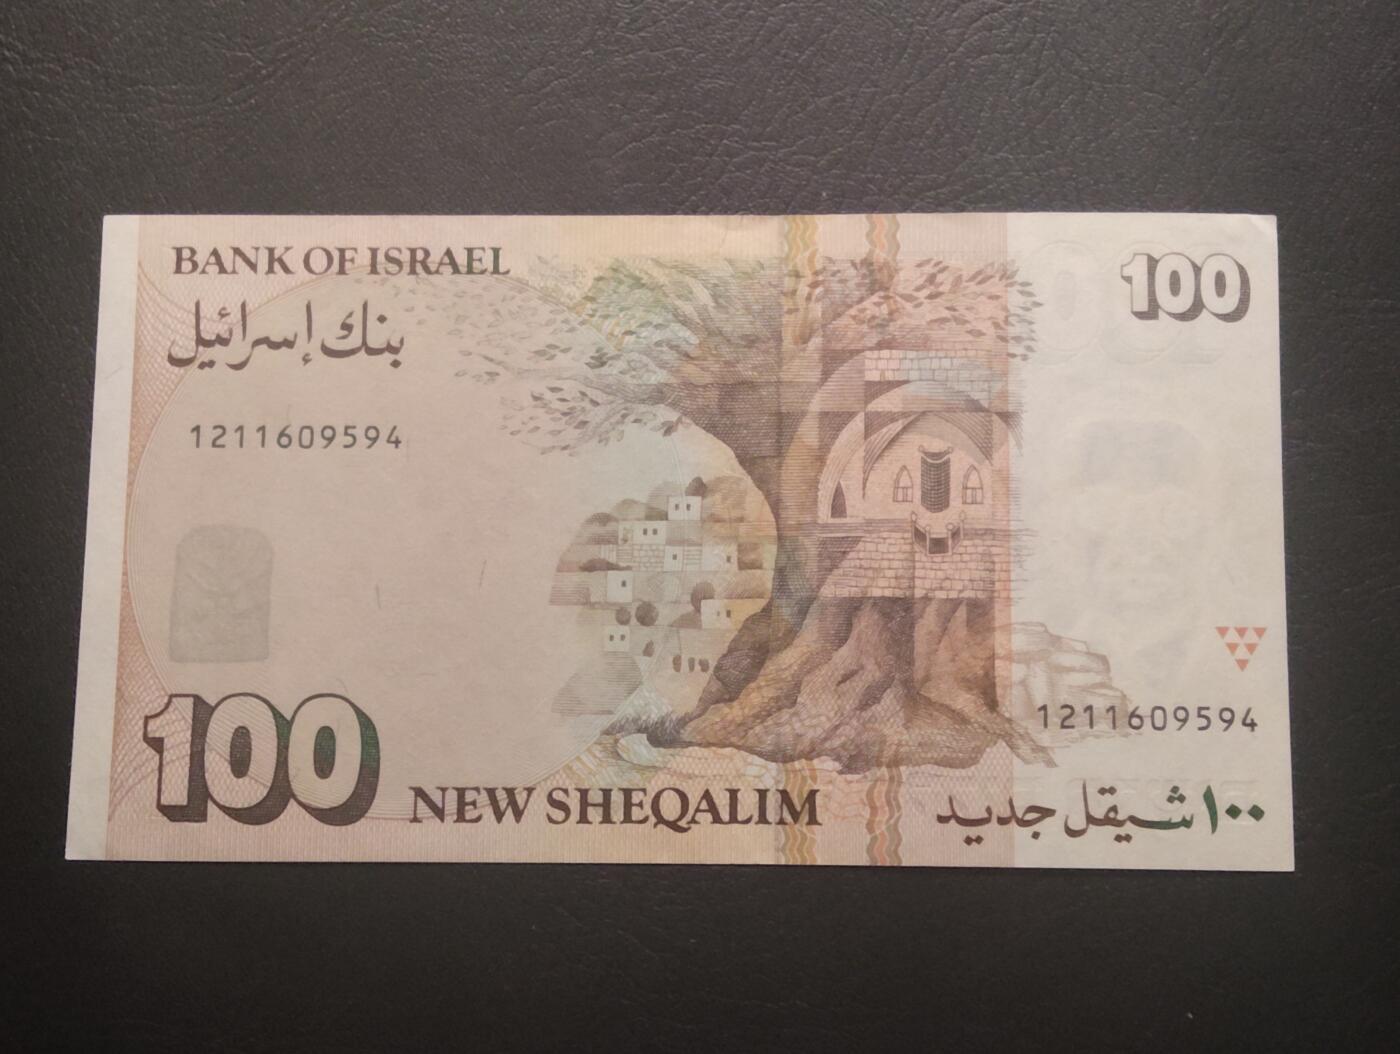 BANK OF ISRAEL
بنك إسرائيل
100
1211609594
1211609594
100
NEW SHEQALIM
١٠٠ شيقل جديد